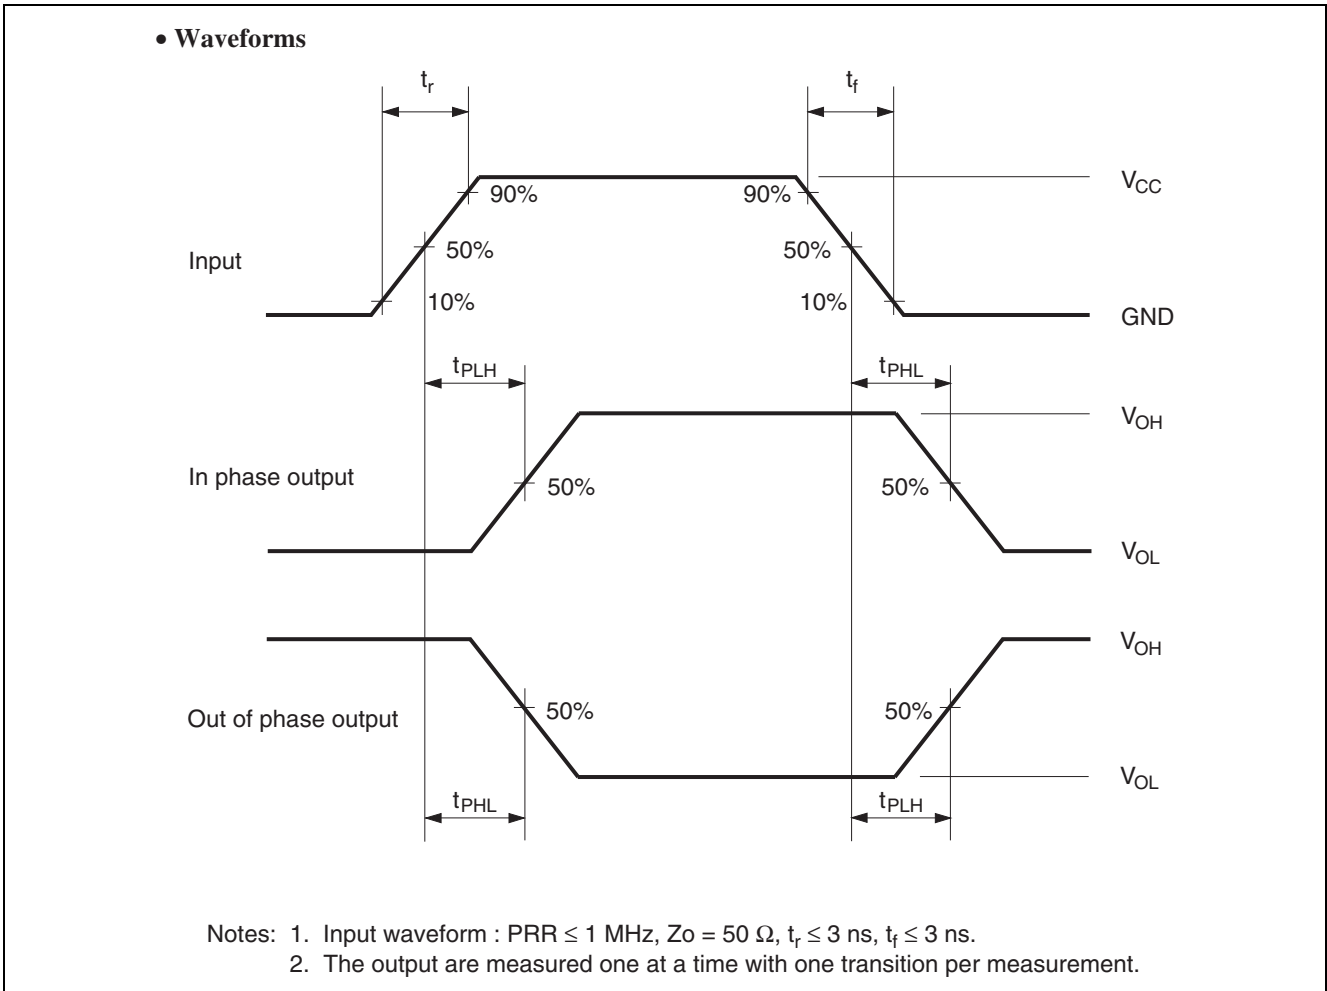 • Waveforms
tr tf
90% 90% VCC
Input 50% 50%
10% 10% GND
tPLH tPHL
VOH
In phase output 50% 50%
VOL
VOH
Out of phase output 50% 50%
VOL
tPHL tPLH
Notes: 1. Input waveform : PRR ≤ 1 MHz, Zo = 50 Ω, tr ≤ 3 ns, tf ≤ 3 ns.
2. The output are measured one at a time with one transition per measurement.